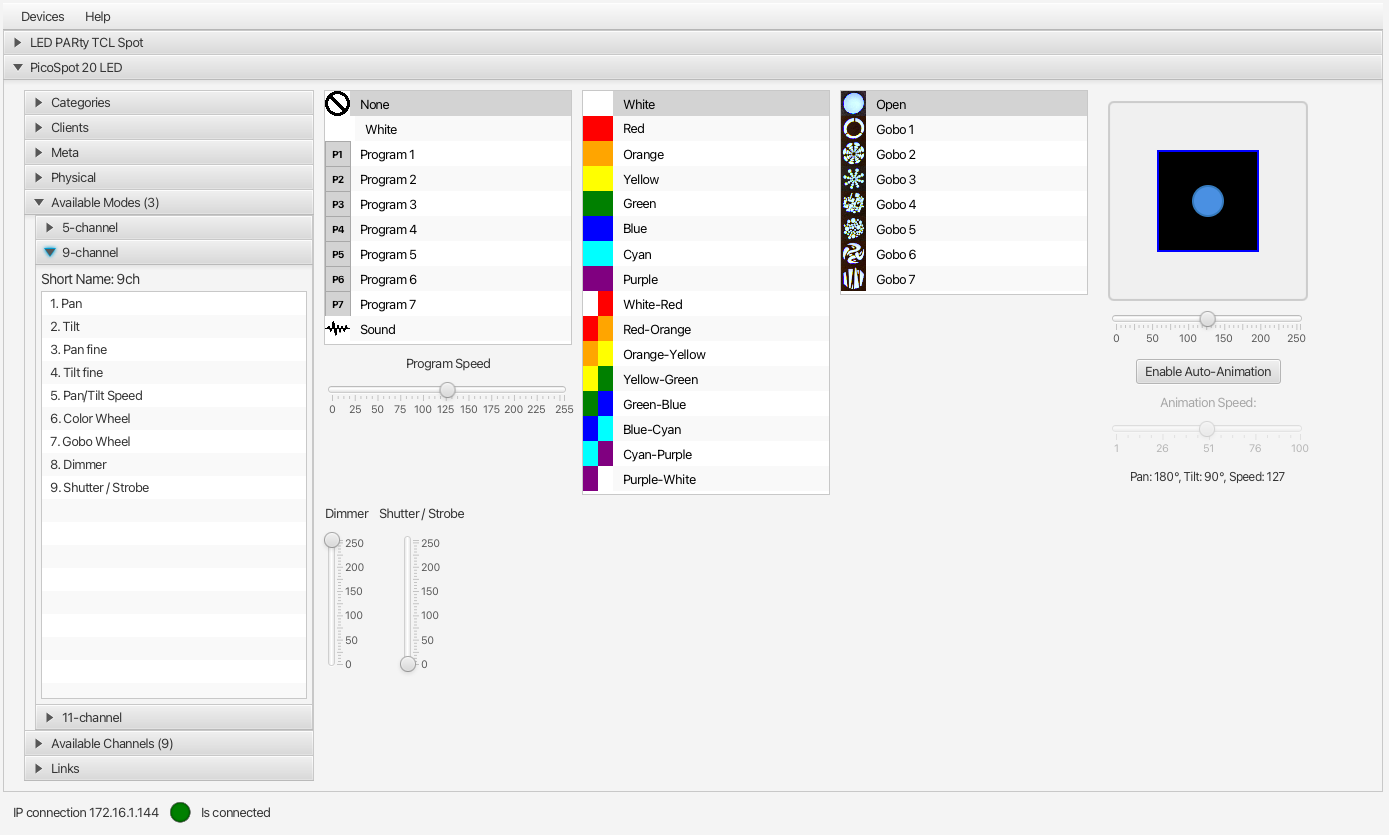 Devices Help
LED PARty TCL Spot
PicoSpot 20 LED
Categories
Clients
Meta
Physical
Available Modes (3)
5-channel
9-channel
Short Name: 9ch
1. Pan
2. Tilt
3. Pan fine
4. Tilt fine
5. Pan/Tilt Speed
6. Color Wheel
7. Gobo Wheel
8. Dimmer
9. Shutter / Strobe
11-channel
Available Channels (9)
Links
None
White
P1 Program 1
P2 Program 2
P3 Program 3
P4 Program 4
P5 Program 5
P6 Program 6
P7 Program 7
Sound
Program Speed
0 25 50 75 100 125 150 175 200 225 255
White
Red
Orange
Yellow
Green
Blue
Cyan
Purple
White-Red
Red-Orange
Orange-Yellow
Yellow-Green
Green-Blue
Blue-Cyan
Cyan-Purple
Purple-White
Open
Gobo 1
Gobo 2
Gobo 3
Gobo 4
Gobo 5
Gobo 6
Gobo 7
0 50 100 150 200 250
Enable Auto-Animation
Animation Speed:
1 26 51 76 100
Pan: 180°, Tilt: 90°, Speed: 127
Dimmer Shutter / Strobe
250 250
200 200
150 150
100 100
50 50
0 0
IP connection 172.16.1.144 Is connected